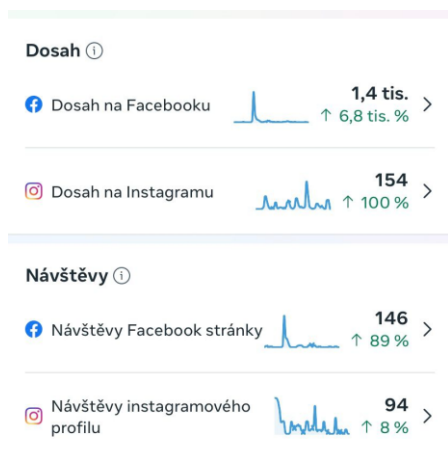 Dosah
Dosah na Facebooku
1,4 tis.
↑ 6,8 tis. %
Dosah na Instagramu
154
↑ 100 %
Návštěvy
Návštěvy Facebook stránky
146
↑ 89 %
Návštěvy instagramového
profilu
94
↑ 8 %